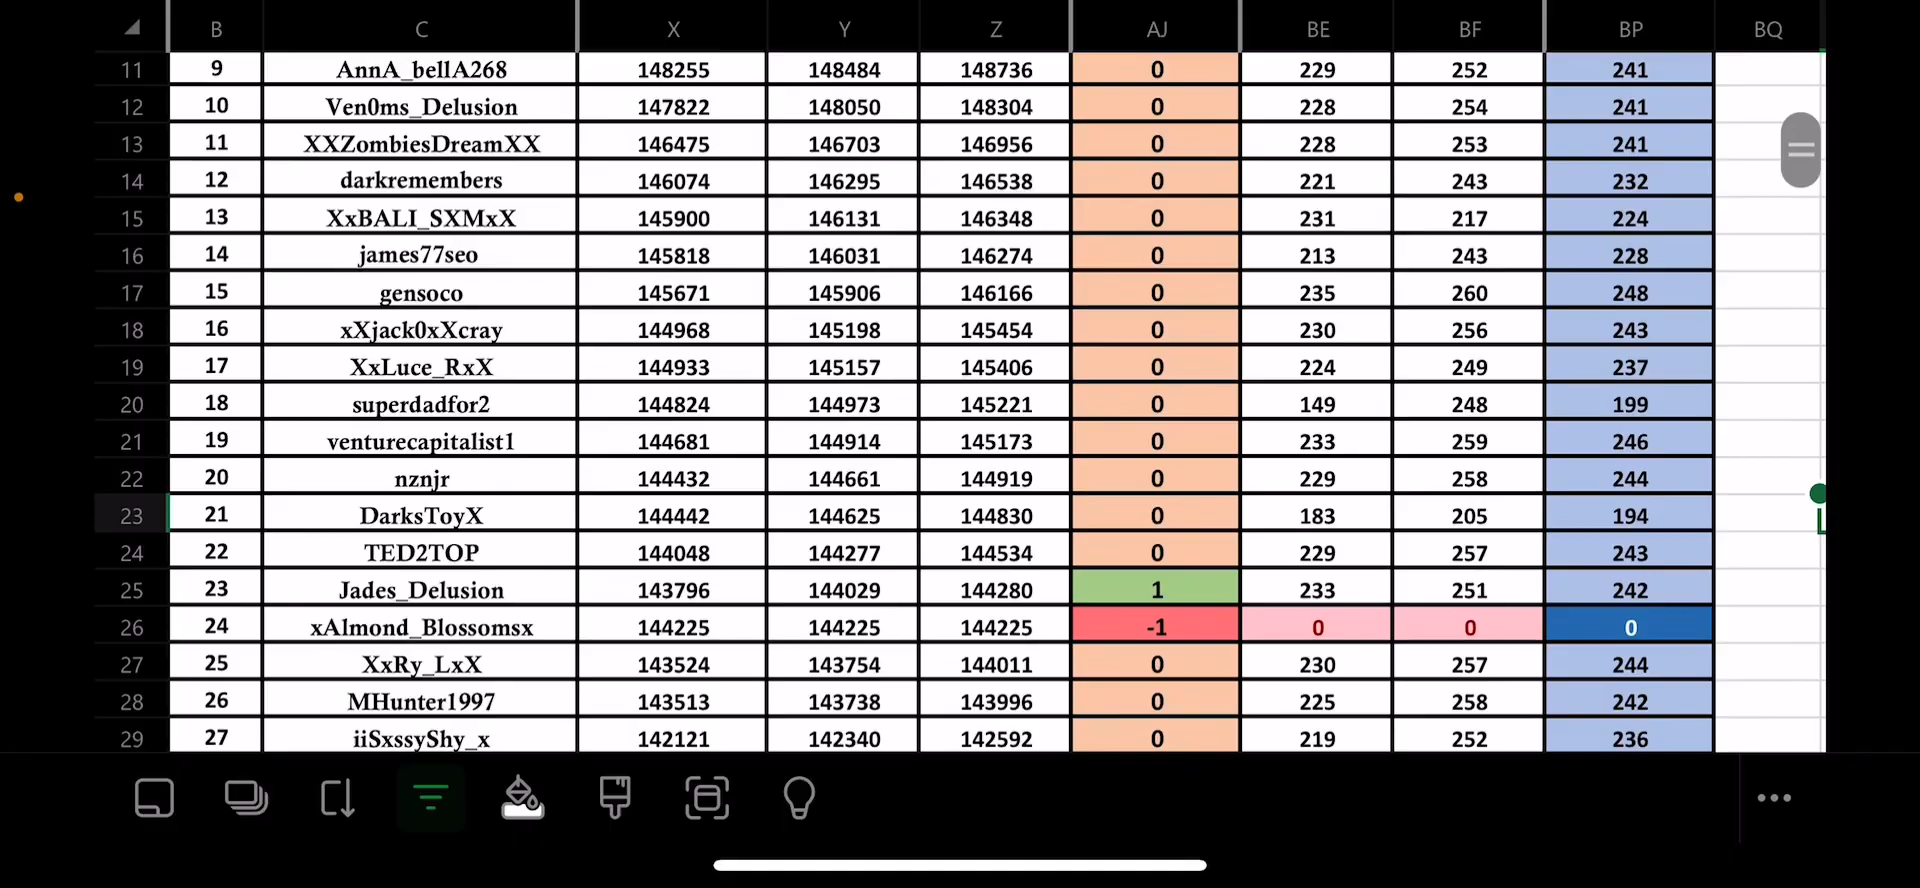 B C X Y Z AJ BE BF BP BQ
11 9 AnnA_bellA268 148255 148484 148736 0 229 252 241
12 10 Ven0ms_Delusion 147822 148050 148304 0 228 254 241
13 11 XXZombiesDreamXX 146475 146703 146956 0 228 253 241
14 12 darkremembers 146074 146295 146538 0 221 243 232
15 13 XxBALI_SXMxX 145900 146131 146348 0 231 217 224
16 14 james77seo 145818 146031 146274 0 213 243 228
17 15 gensoco 145671 145906 146166 0 235 260 248
18 16 xXjack0xXcray 144968 145198 145454 0 230 256 243
19 17 XxLuce_RxX 144933 145157 145406 0 224 249 237
20 18 superdadfor2 144824 144973 145221 0 149 248 199
21 19 venturecapitalist1 144681 144914 145173 0 233 259 246
22 20 nznjr 144432 144661 144919 0 229 258 244
23 21 DarksToyX 144442 144625 144830 0 183 205 194
24 22 TED2TOP 144048 144277 144534 0 229 257 243
25 23 Jades_Delusion 143796 144029 144280 1 233 251 242
26 24 xAlmond_Blossomsx 144225 144225 144225 -1 0 0 0
27 25 XxRy_LxX 143524 143754 144011 0 230 257 244
28 26 MHunter1997 143513 143738 143996 0 225 258 242
29 27 iiSxssyShy_x 142121 142340 142592 0 219 252 236